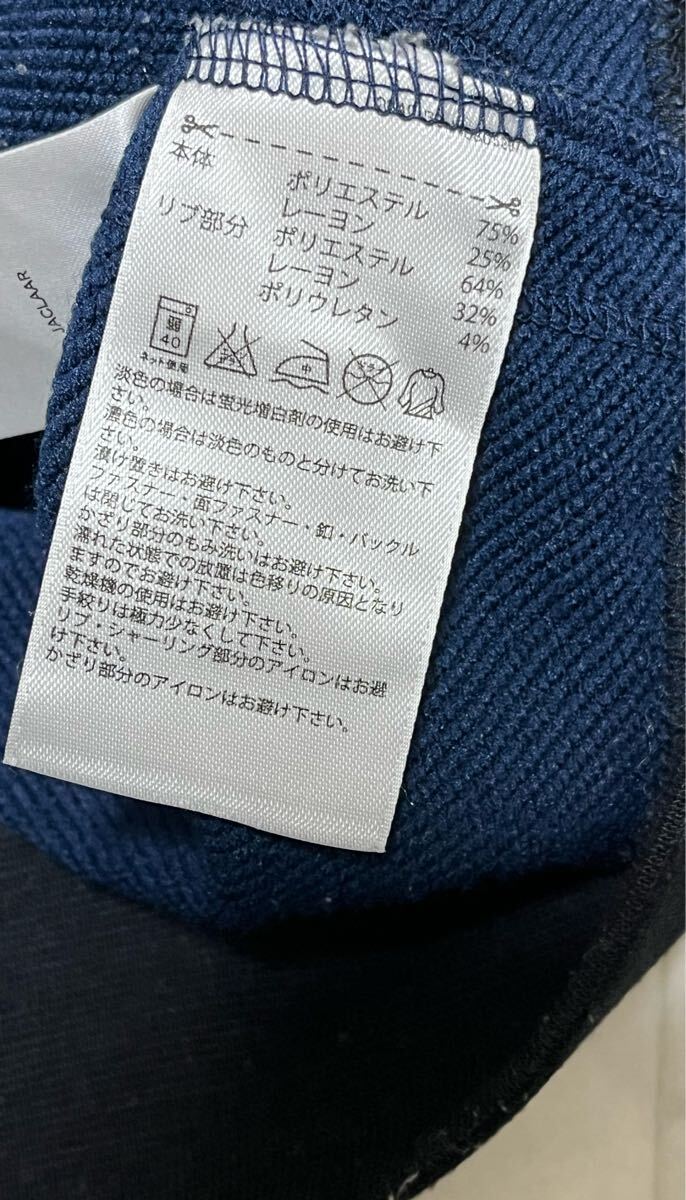 本体 ポリエステル 75%
レーヨン 25%
リブ部分 ポリエステル 64%
レーヨン 32%
ポリウレタン 4%
弱
40
ネット使用
中
淡色の場合は蛍光増白剤の使用はお避け下
さい。
濃色の場合は淡色のものと分けてお洗い下
さい。
漬け置きはお避け下さい。
ファスナー・面ファスナー・釦・バックル
は閉じてお洗い下さい。
かざり部分のもみ洗いはお避け下さい。
濡れた状態での放置は色移りの原因となり
ますのでお避け下さい。
乾燥機の使用はお避け下さい。
手絞りは極力少なくして下さい。
リブ・シャーリング部分のアイロンはお避
け下さい。
かざり部分のアイロンはお避け下さい。
JACLAAR